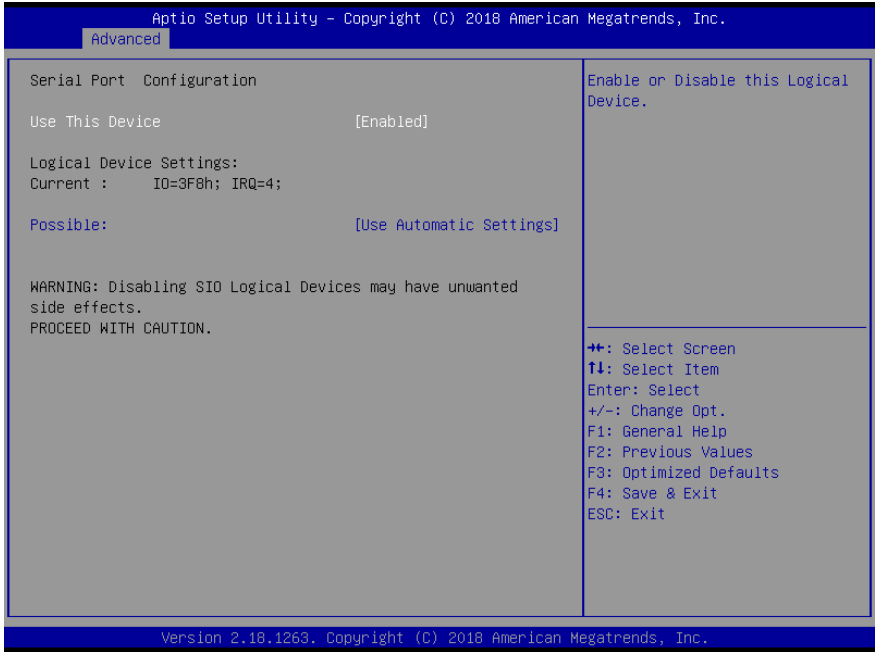 Aptio Setup Utility – Copyright (C) 2018 American Megatrends, Inc.
Advanced
Serial Port  Configuration
Use This Device [Enabled]
Logical Device Settings:
Current : IO=3F8h; IRQ=4;
Possible: [Use Automatic Settings]
WARNING: Disabling SIO Logical Devices may have unwanted
side effects.
PROCEED WITH CAUTION.
Enable or Disable this Logical
Device.
→←: Select Screen
↑↓: Select Item
Enter: Select
+/-: Change Opt.
F1: General Help
F2: Previous Values
F3: Optimized Defaults
F4: Save & Exit
ESC: Exit
Version 2.18.1263. Copyright (C) 2018 American Megatrends, Inc.